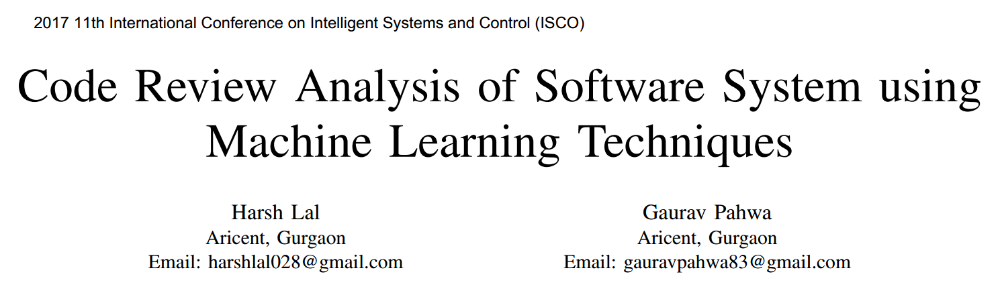 2017 11th International Conference on Intelligent Systems and Control (ISCO)
Code Review Analysis of Software System using
Machine Learning Techniques
Harsh Lal
Aricent, Gurgaon
Email: harshlal028@gmail.com
Gaurav Pahwa
Aricent, Gurgaon
Email: gauravpahwa83@gmail.com